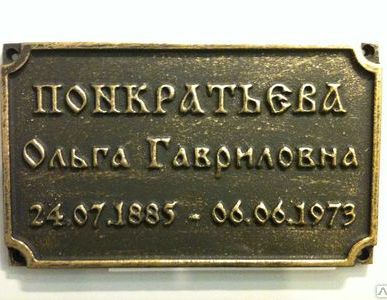 ПОНКРАТЬЕВА
Ольга Гавриловна
24.07.1885 - 06.06.1973